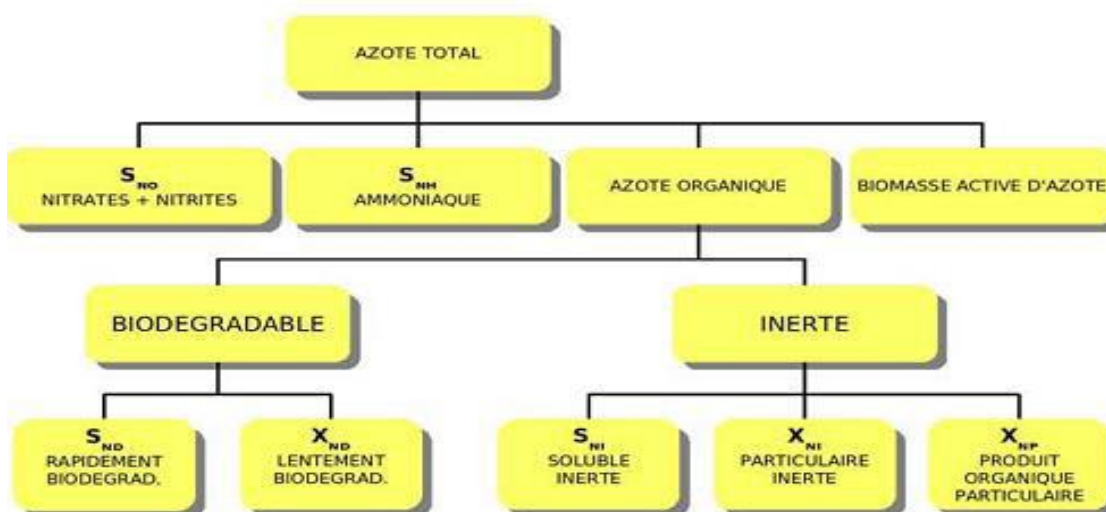 AZOTE TOTAL
S_NO
NITRATES + NITRITES
S_NH
AMMONIAQUE
AZOTE ORGANIQUE
BIOMASSE ACTIVE D'AZOTE
BIODEGRADABLE
INERTE
S_ND
RAPIDEMENT
BIODEGRAD.
X_ND
LENTEMENT
BIODEGRAD.
S_NI
SOLUBLE
INERTE
X_NI
PARTICULAIRE
INERTE
X_NP
PRODUIT
ORGANIQUE
PARTICULAIRE